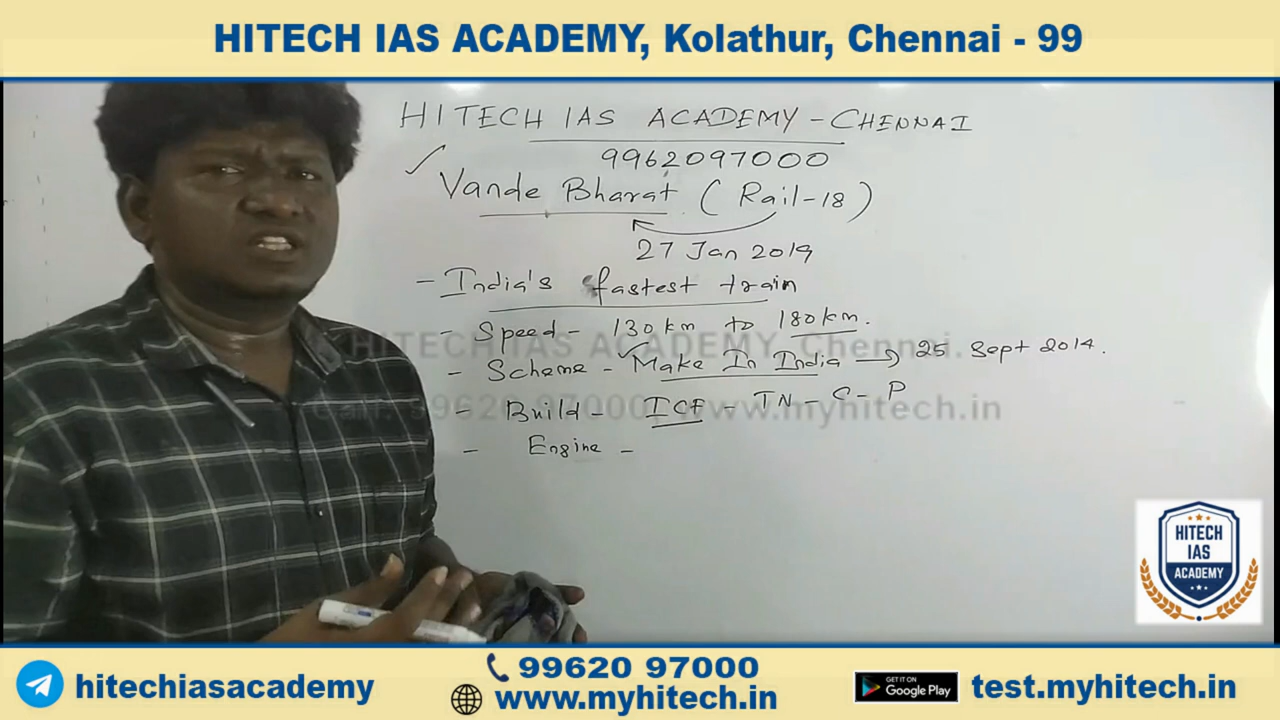 HITECH IAS ACADEMY, Kolathur, Chennai - 99
HITECH IAS ACADEMY - CHENNAI
9962097000
Vande Bharat ( Rail-18 )
27 Jan 2019
- India's fastest train
- Speed - 130 km to 180 km.
HITECH IAS ACADEMY, Chennai.
- Scheme - Make In India → 25 Sept 2014.
- Build - ICF - TN - C - P
Call: 99620 97000, www.myhitech.in
- Engine -
HITECH
IAS
ACADEMY
hitechiasacademy
99620 97000
www.myhitech.in
GET IT ON
Google Play
test.myhitech.in